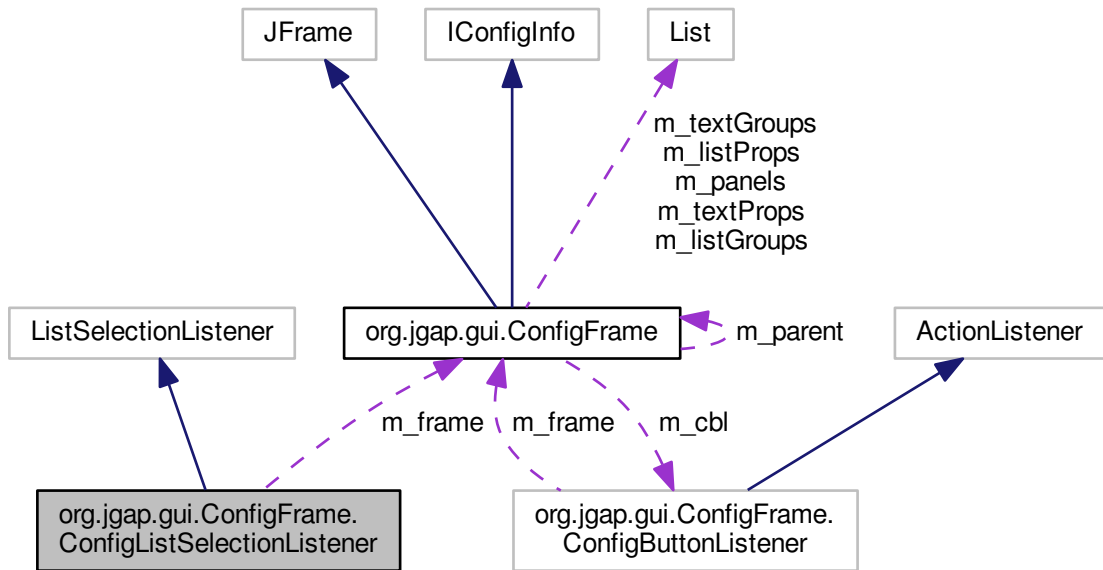 JFrame
IConfigInfo
List
m_textGroups
m_listProps
m_panels
m_textProps
m_listGroups
ListSelectionListener
org.jgap.gui.ConfigFrame
m_parent
ActionListener
m_frame
m_frame
m_cbl
org.jgap.gui.ConfigFrame.
ConfigListSelectionListener
org.jgap.gui.ConfigFrame.
ConfigButtonListener